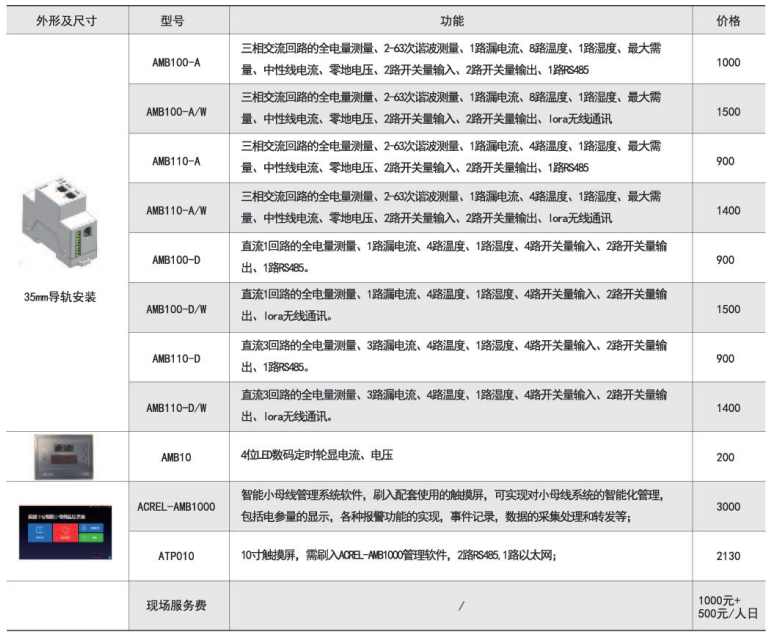 外形及尺寸 型号 功能 价格
AMB100-A 三相交流回路的全电量测量、2-63次谐波测量、1路漏电流、8路温度、1路湿度、最大需
量、中性线电流、零地电压、2路开关量输入、2路开关量输出、1路RS485 1000
AMB100-A/W 三相交流回路的全电量测量、2-63次谐波测量、1路漏电流、8路温度、1路湿度、最大需
量、中性线电流、零地电压、2路开关量输入、2路开关量输出、lora无线通讯 1500
AMB110-A 三相交流回路的全电量测量、2-63次谐波测量、1路漏电流、4路温度、1路湿度、最大需
量、中性线电流、零地电压、2路开关量输入、2路开关量输出、1路RS485 900
AMB110-A/W 三相交流回路的全电量测量、2-63次谐波测量、1路漏电流、4路温度、1路湿度、最大需
量、中性线电流、零地电压、2路开关量输入、2路开关量输出、lora无线通讯 1400
AMB100-D 直流1回路的全电量测量、1路漏电流、4路温度、1路湿度、4路开关量输入、2路开关量输
出、1路RS485。 900
35mm导轨安装
AMB100-D/W 直流1回路的全电量测量、1路漏电流、4路温度、1路湿度、4路开关量输入、2路开关量输
出、lora无线通讯。 1500
AMB110-D 直流3回路的全电量测量、3路漏电流、4路温度、1路湿度、4路开关量输入、2路开关量输
出、1路RS485。 900
AMB110-D/W 直流3回路的全电量测量、3路漏电流、4路温度、1路湿度、4路开关量输入、2路开关量输
出、lora无线通讯。 1400
AMB10 4位LED数码定时轮显电流、电压 200
ACREL-AMB1000 智能小母线管理系统软件，刷入配套使用的触摸屏，可实现对小母线系统的智能化管理，
包括电参量的显示，各种报警功能的实现，事件记录，数据的采集处理和转发等； 3000
ATP010 10寸触摸屏，需刷入ACREL-AMB1000管理软件，2路RS485,1路以太网； 2130
现场服务费 / 1000元+
500元/人日